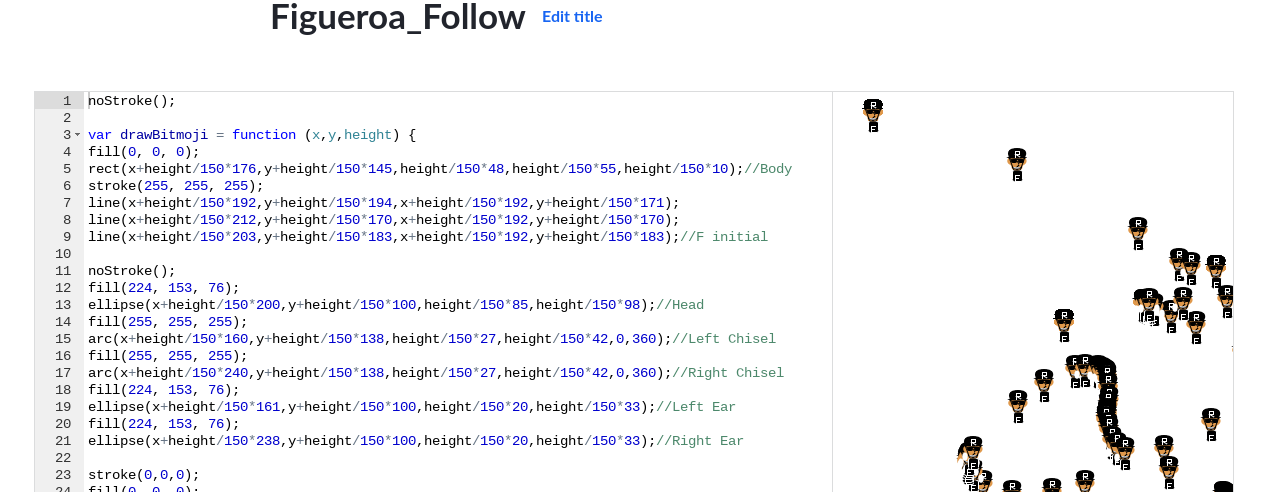 Figueroa_Follow Edit title
1 noStroke();
2
3 var drawBitmoji = function (x,y,height) {
4 fill(0, 0, 0);
5 rect(x+height/150*176,y+height/150*145,height/150*48,height/150*55,height/150*10);//Body
6 stroke(255, 255, 255);
7 line(x+height/150*192,y+height/150*194,x+height/150*192,y+height/150*171);
8 line(x+height/150*212,y+height/150*170,x+height/150*192,y+height/150*170);
9 line(x+height/150*203,y+height/150*183,x+height/150*192,y+height/150*183);//F initial
10
11 noStroke();
12 fill(224, 153, 76);
13 ellipse(x+height/150*200,y+height/150*100,height/150*85,height/150*98);//Head
14 fill(255, 255, 255);
15 arc(x+height/150*160,y+height/150*138,height/150*27,height/150*42,0,360);//Left Chisel
16 fill(255, 255, 255);
17 arc(x+height/150*240,y+height/150*138,height/150*27,height/150*42,0,360);//Right Chisel
18 fill(224, 153, 76);
19 ellipse(x+height/150*161,y+height/150*100,height/150*20,height/150*33);//Left Ear
20 fill(224, 153, 76);
21 ellipse(x+height/150*238,y+height/150*100,height/150*20,height/150*33);//Right Ear
22
23 stroke(0,0,0);
24 fill(0, 0, 0);